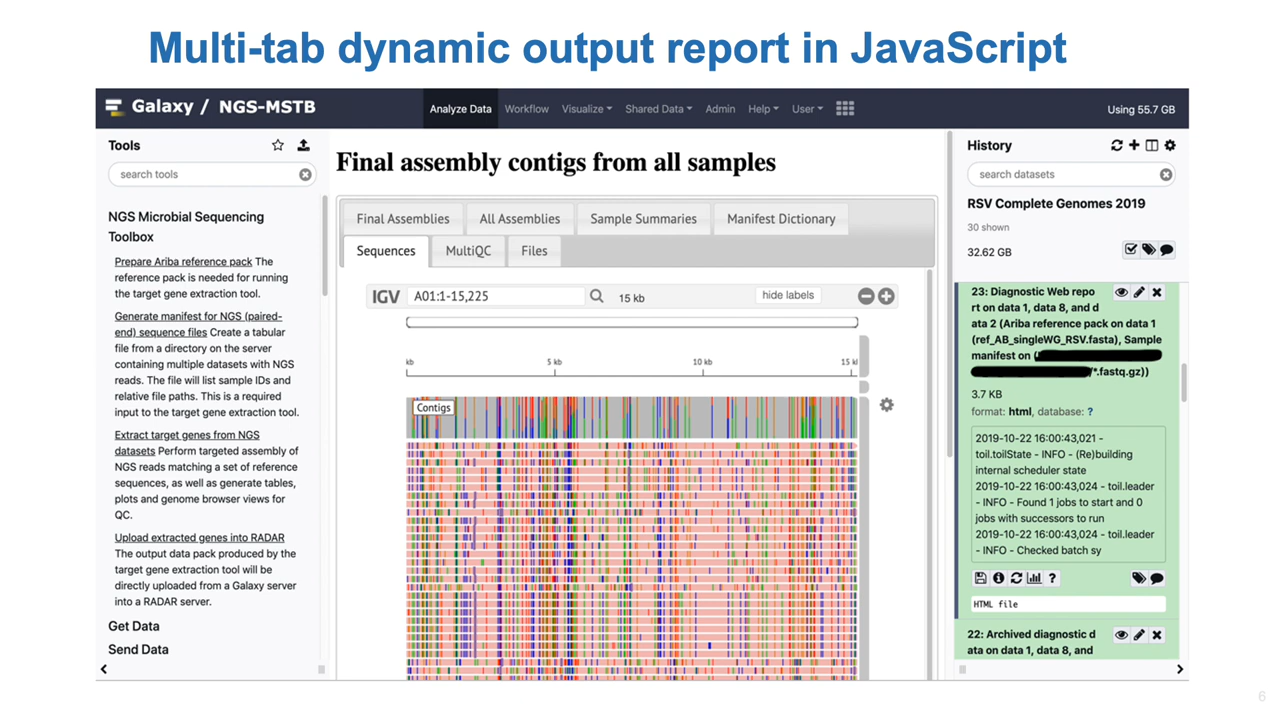 Multi-tab dynamic output report in JavaScript
Galaxy / NGS-MSTB
Analyze Data
Workflow
Visualize
Shared Data
Admin
Help
User
Using 55.7 GB
Tools
search tools
NGS Microbial Sequencing
Toolbox
Prepare Ariba reference pack The
reference pack is needed for running
the target gene extraction tool.
Generate manifest for NGS (paired-
end) sequence files Create a tabular
file from a directory on the server
containing multiple datasets with NGS
reads. The file will list sample IDs and
relative file paths. This is a required
input to the target gene extraction tool.
Extract target genes from NGS
datasets Perform targeted assembly of
NGS reads matching a set of reference
sequences, as well as generate tables,
plots and genome browser views for
QC.
Upload extracted genes into RADAR
The output data pack produced by the
target gene extraction tool will be
directly uploaded from a Galaxy server
into a RADAR server.
Get Data
Send Data
Final assembly contigs from all samples
Final Assemblies
All Assemblies
Sample Summaries
Manifest Dictionary
Sequences
MultiQC
Files
IGV
A01:1-15,225
15 kb
hide labels
kb
5 kb
10 kb
15 kl
Contigs
History
search datasets
RSV Complete Genomes 2019
30 shown
32.62 GB
23: Diagnostic Web repo
rt on data 1, data 8, and d
ata 2 (Ariba reference pack on data 1
(ref_AB_singleWG_RSV.fasta), Sample
manifest on (
/*.fastq.gz))
3.7 KB
format: html, database: ?
2019-10-22 16:00:43,021 -
toil.toilState - INFO - (Re)building
internal scheduler state
2019-10-22 16:00:43,024 - toil.leader
- INFO - Found 1 jobs to start and 0
jobs with successors to run
2019-10-22 16:00:43,024 - toil.leader
- INFO - Checked batch sy
HTML file
22: Archived diagnostic d
ata on data 1, data 8, and
6